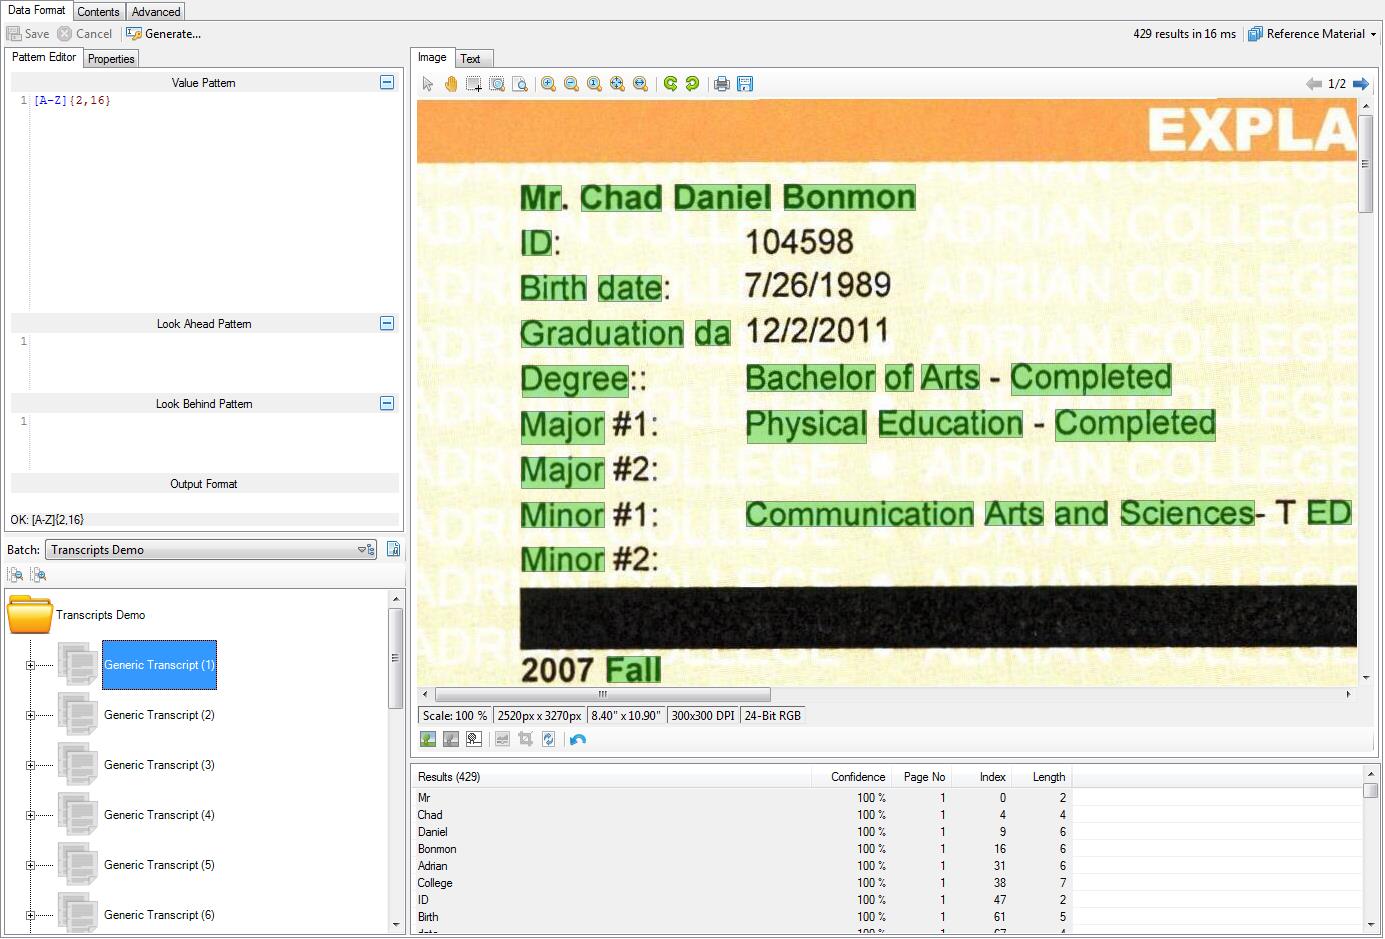 Data Format Contents Advanced
Save Cancel Generate...
429 results in 16 ms Reference Material
Pattern Editor Properties
Value Pattern
1 [A-Z]{2,16}
Look Ahead Pattern
1
Look Behind Pattern
1
Output Format
OK: [A-Z]{2,16}
Batch: Transcripts Demo
Transcripts Demo
Generic Transcript (1)
Generic Transcript (2)
Generic Transcript (3)
Generic Transcript (4)
Generic Transcript (5)
Generic Transcript (6)
Image Text
1/2
EXPLA
Mr. Chad Daniel Bonmon
ID: 104598
Birth date: 7/26/1989
Graduation da 12/2/2011
Degree:: Bachelor of Arts - Completed
Major #1: Physical Education - Completed
Major #2:
Minor #1: Communication Arts and Sciences- T ED
Minor #2:
2007 Fall
ADRIAN COLLEGE
Scale: 100 % 2520px x 3270px 8.40" x 10.90" 300x300 DPI 24-Bit RGB
Results (429) Confidence Page No Index Length
Mr 100 % 1 0 2
Chad 100 % 1 4 4
Daniel 100 % 1 9 6
Bonmon 100 % 1 16 6
Adrian 100 % 1 31 6
College 100 % 1 38 7
ID 100 % 1 47 2
Birth 100 % 1 61 5
date 100 % 1 67 4